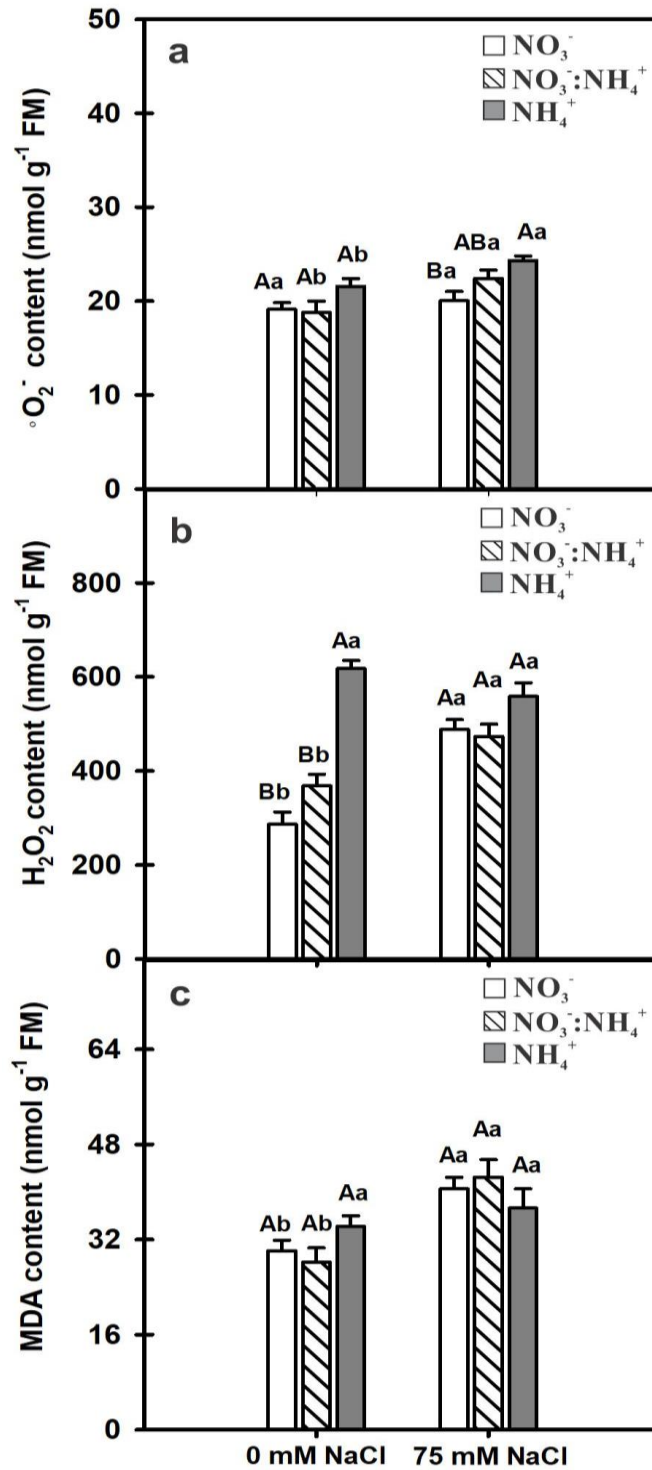 50
a
NO₃⁻
NO₃⁻:NH₄⁺
NH₄⁺
40
30
20
10
0
°O₂⁻ content (nmol g⁻¹ FM)
Aa
Ab
Ab
Ba
ABa
Aa
b
NO₃⁻
NO₃⁻:NH₄⁺
NH₄⁺
800
600
400
200
0
H₂O₂ content (nmol g⁻¹ FM)
Bb
Bb
Aa
Aa
Aa
Aa
c
NO₃⁻
NO₃⁻:NH₄⁺
NH₄⁺
64
48
32
16
0
MDA content (nmol g⁻¹ FM)
Ab
Ab
Aa
Aa
Aa
Aa
0 mM NaCl
75 mM NaCl